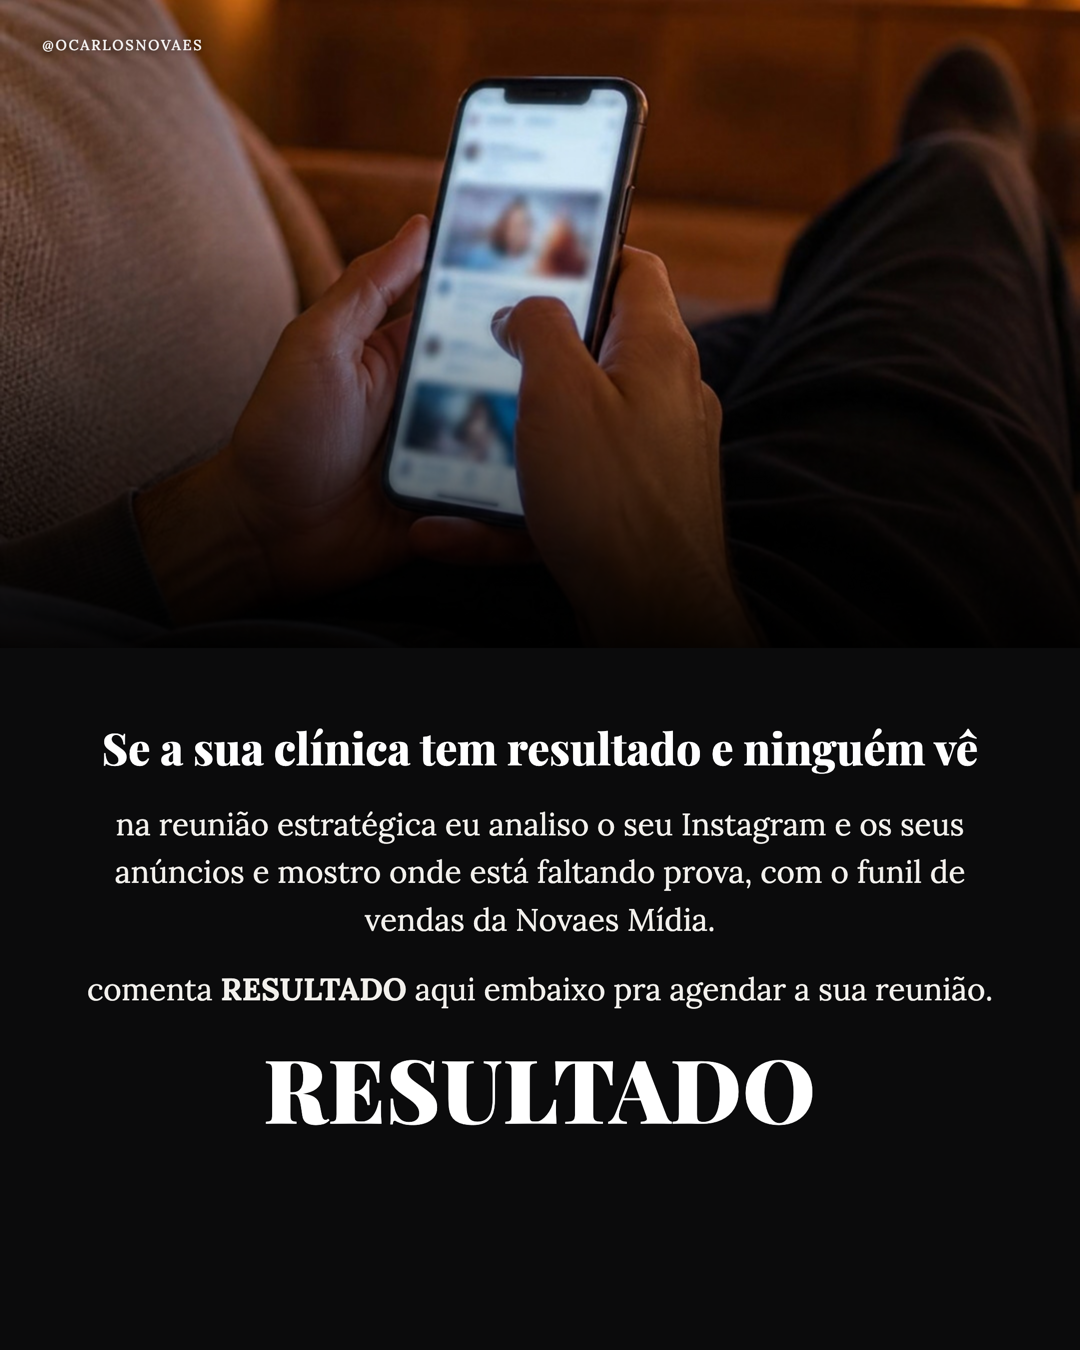 @OCARLOSNOVAES
Se a sua clínica tem resultado e ninguém vê
na reunião estratégica eu analiso o seu Instagram e os seus
anúncios e mostro onde está faltando prova, com o funil de
vendas da Novaes Mídia.
comenta RESULTADO aqui embaixo pra agendar a sua reunião.
RESULTADO